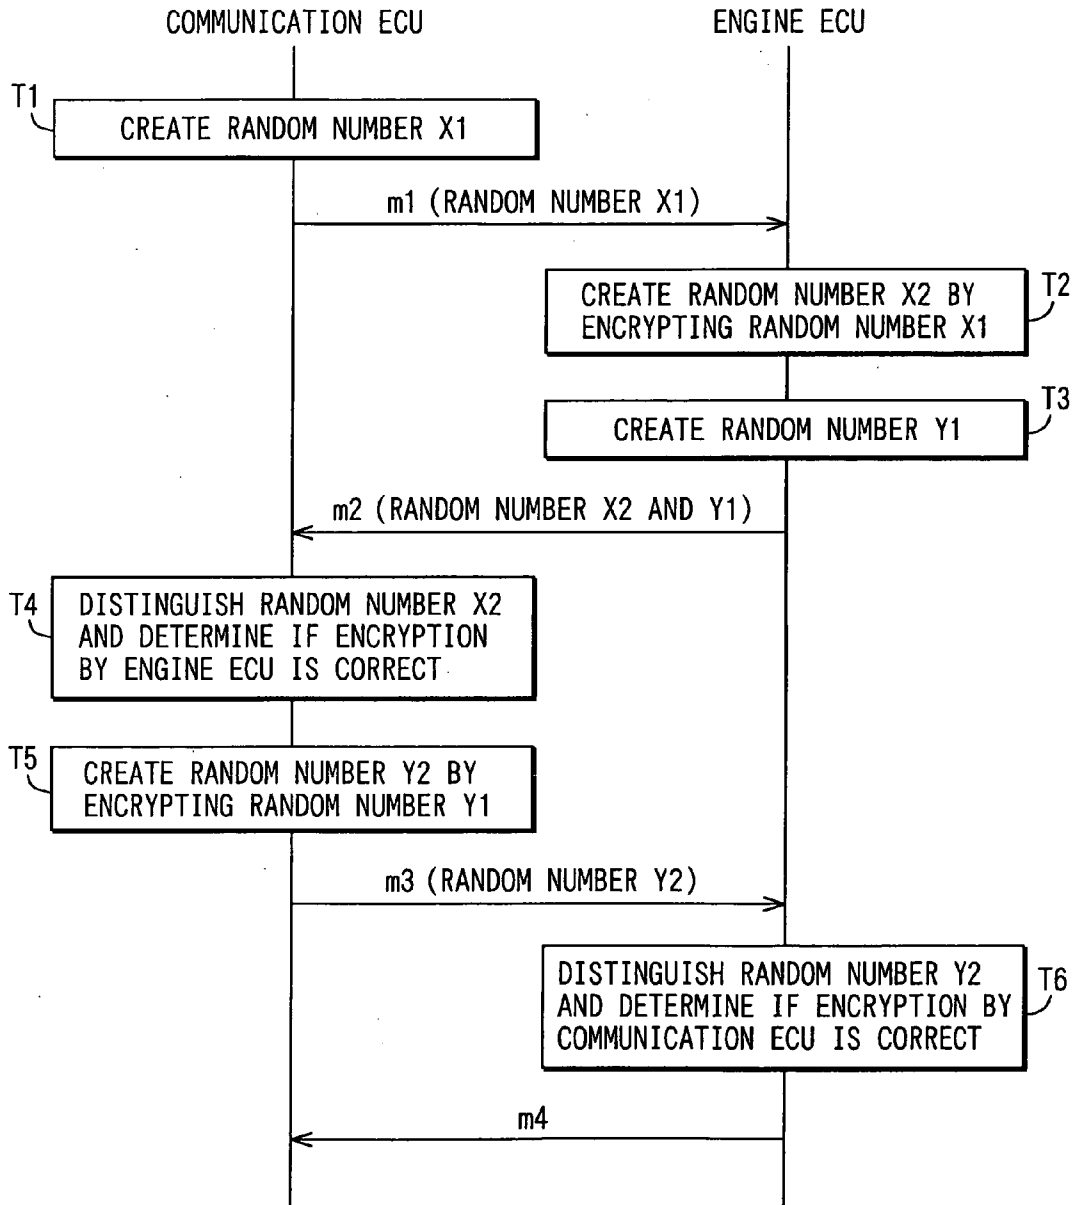 COMMUNICATION ECU
ENGINE ECU
T1
CREATE RANDOM NUMBER X1
m1 (RANDOM NUMBER X1)
CREATE RANDOM NUMBER X2 BY
ENCRYPTING RANDOM NUMBER X1
T2
CREATE RANDOM NUMBER Y1
T3
m2 (RANDOM NUMBER X2 AND Y1)
T4
DISTINGUISH RANDOM NUMBER X2
AND DETERMINE IF ENCRYPTION
BY ENGINE ECU IS CORRECT
T5
CREATE RANDOM NUMBER Y2 BY
ENCRYPTING RANDOM NUMBER Y1
m3 (RANDOM NUMBER Y2)
DISTINGUISH RANDOM NUMBER Y2
AND DETERMINE IF ENCRYPTION BY
COMMUNICATION ECU IS CORRECT
T6
m4